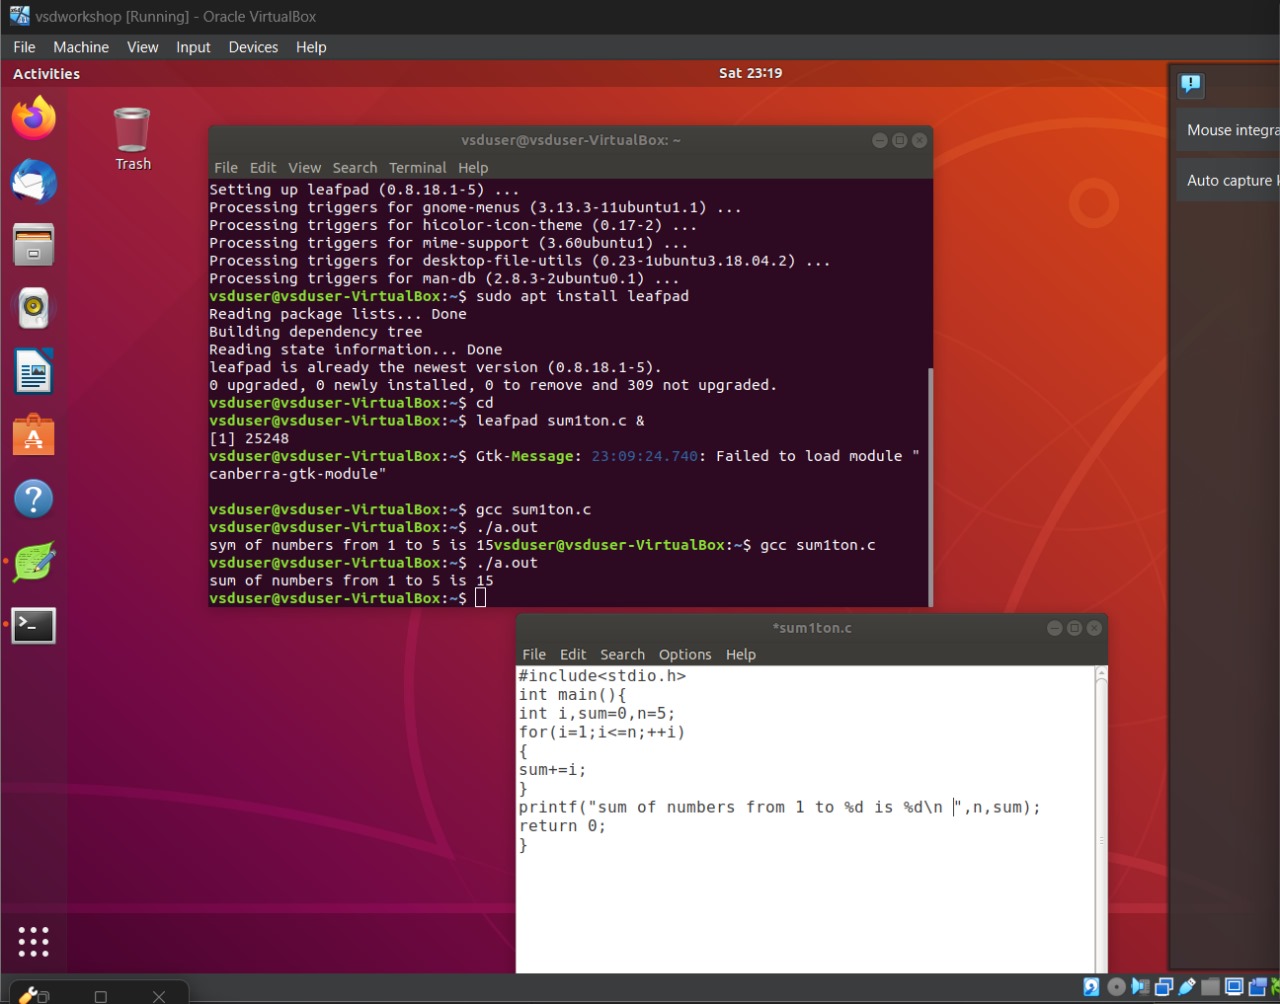 vsdworkshop [Running] - Oracle VirtualBox
File Machine View Input Devices Help
Activities
Sat 23:19
Trash
Mouse integra
Auto capture k
vsduser@vsduser-VirtualBox: ~
File Edit View Search Terminal Help
Setting up leafpad (0.8.18.1-5) ...
Processing triggers for gnome-menus (3.13.3-11ubuntu1.1) ...
Processing triggers for hicolor-icon-theme (0.17-2) ...
Processing triggers for mime-support (3.60ubuntu1) ...
Processing triggers for desktop-file-utils (0.23-1ubuntu3.18.04.2) ...
Processing triggers for man-db (2.8.3-2ubuntu0.1) ...
vsduser@vsduser-VirtualBox:~$ sudo apt install leafpad
Reading package lists... Done
Building dependency tree
Reading state information... Done
leafpad is already the newest version (0.8.18.1-5).
0 upgraded, 0 newly installed, 0 to remove and 309 not upgraded.
vsduser@vsduser-VirtualBox:~$ cd
vsduser@vsduser-VirtualBox:~$ leafpad sum1ton.c &
[1] 25248
vsduser@vsduser-VirtualBox:~$ Gtk-Message: 23:09:24.740: Failed to load module "
canberra-gtk-module"
vsduser@vsduser-VirtualBox:~$ gcc sum1ton.c
vsduser@vsduser-VirtualBox:~$ ./a.out
sym of numbers from 1 to 5 is 15vsduser@vsduser-VirtualBox:~$ gcc sum1ton.c
vsduser@vsduser-VirtualBox:~$ ./a.out
sum of numbers from 1 to 5 is 15
vsduser@vsduser-VirtualBox:~$
*sum1ton.c
File Edit Search Options Help
#include<stdio.h>
int main(){
int i,sum=0,n=5;
for(i=1;i<=n;++i)
{
sum+=i;
}
printf("sum of numbers from 1 to %d is %d\n ",n,sum);
return 0;
}